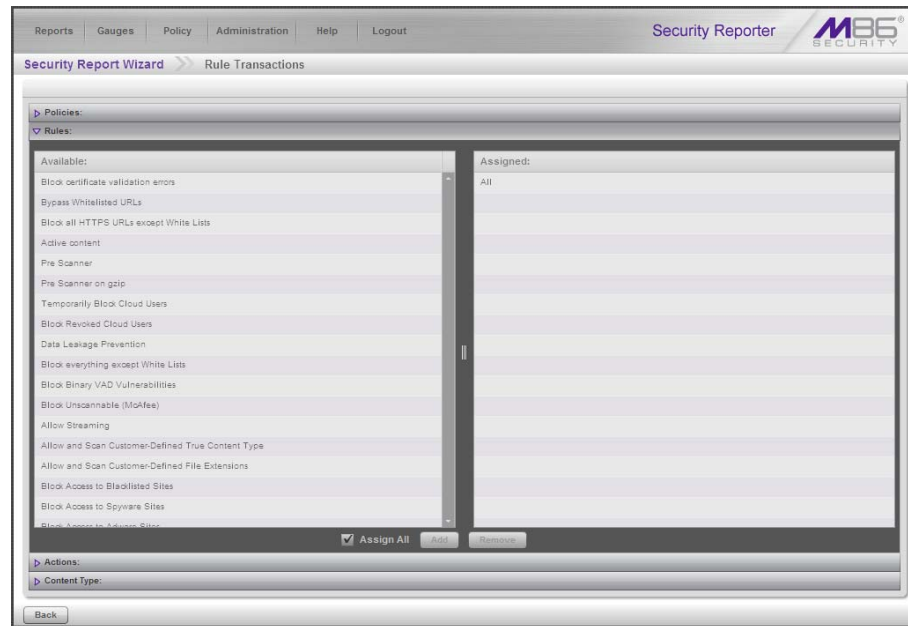 Reports Gauges Policy Administration Help Logout
Security Reporter
M86®
SECURITY
Security Report Wizard Rule Transactions
Policies:
Rules:
Available:
Block certificate validation errors
Bypass Whitelisted URLs
Block all HTTPS URLs except White Lists
Active content
Pre Scanner
Pre Scanner on gzip
Temporarily Block Cloud Users
Block Revoked Cloud Users
Data Leakage Prevention
Block everything except White Lists
Block Binary VAD Vulnerabilities
Block Unscannable (McAfee)
Allow Streaming
Allow and Scan Customer-Defined True Content Type
Allow and Scan Customer-Defined File Extensions
Block Access to Blacklisted Sites
Block Access to Spyware Sites
Block Access to Adware Sites
Assigned:
All
Assign All Add Remove
Actions:
Content Type:
Back